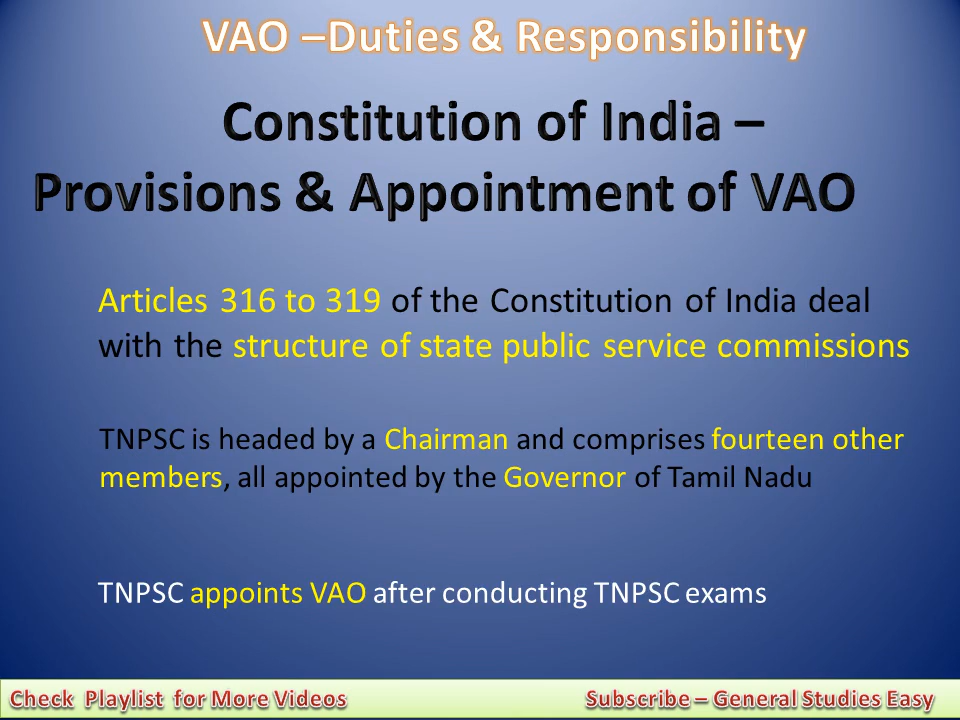 VAO –Duties & Responsibility
Constitution of India –
Provisions & Appointment of VAO
Articles 316 to 319 of the Constitution of India deal
with the structure of state public service commissions
TNPSC is headed by a Chairman and comprises fourteen other
members, all appointed by the Governor of Tamil Nadu
TNPSC appoints VAO after conducting TNPSC exams
Check Playlist for More Videos Subscribe – General Studies Easy